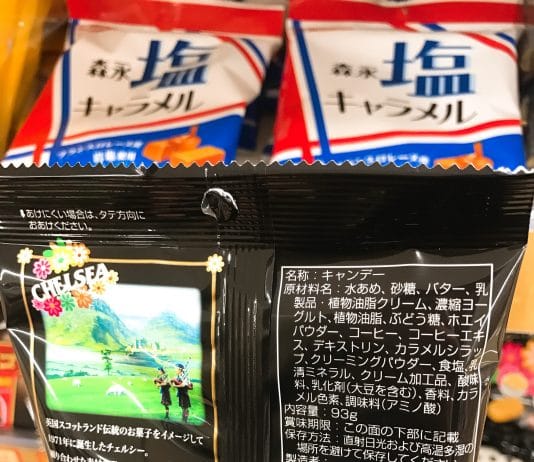 森永
塩
キャラメル
森永
塩
キャラメル
あけにくい場合は、タテ方向に
おあけください。
CHELSEA
英国スコットランド伝統のお菓子をイメージして
1971年に誕生したチェルシー。
名称：キャンデー
原材料名：水あめ、砂糖、バター、乳
製品・植物油脂クリーム、濃縮ヨー
グルト、植物油脂、ぶどう糖、ホエイ
パウダー、コーヒー、コーヒーエキ
ス、デキストリン、カラメルシラッ
プ、クリーミングパウダー、食塩、乳
清ミネラル、クリーム加工品、酸味
料、乳化剤(大豆を含む)、香料、カラ
メル色素、調味料(アミノ酸)
内容量：93g
賞味期限：この面の下部に記載
保存方法：直射日光および高温多湿の
場所を避けて保存してください。
製造者：